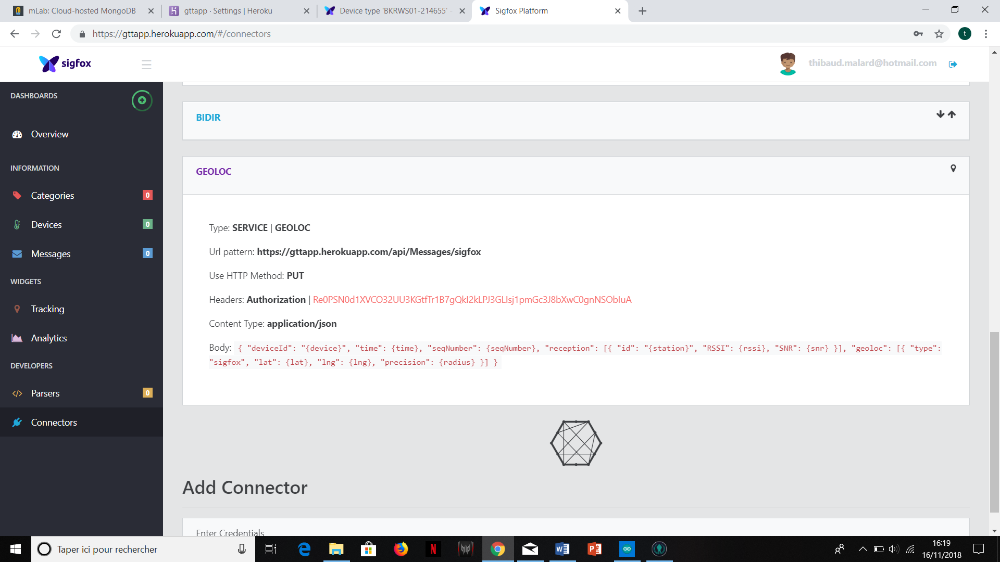 mLab: Cloud-hosted MongoDB
gttapp · Settings | Heroku
Device type 'BKRWS01-214655' -
Sigfox Platform
https://gttapp.herokuapp.com/#/connectors
t
sigfox
thibaud.malard@hotmail.com
DASHBOARDS
Overview
INFORMATION
Categories 0
Devices 0
Messages 0
WIDGETS
Tracking
Analytics
DEVELOPERS
Parsers 0
Connectors
BIDIR
GEOLOC
Type: SERVICE | GEOLOC
Url pattern: https://gttapp.herokuapp.com/api/Messages/sigfox
Use HTTP Method: PUT
Headers: Authorization | Re0PSN0d1XVCO32UU3KGtfTr1B7gQkI2kLPJ3GLIsj1pmGc3J8bXwC0gnNSObIuA
Content Type: application/json
Body: { "deviceId": "{device}", "time": {time}, "seqNumber": {seqNumber}, "reception": [{ "id": "{station}", "RSSI": {rssi}, "SNR": {snr} }], "geoloc": [{ "type":
"sigfox", "lat": {lat}, "lng": {lng}, "precision": {radius} }] }
Add Connector
Enter Credentials
Taper ici pour rechercher
16:19
16/11/2018